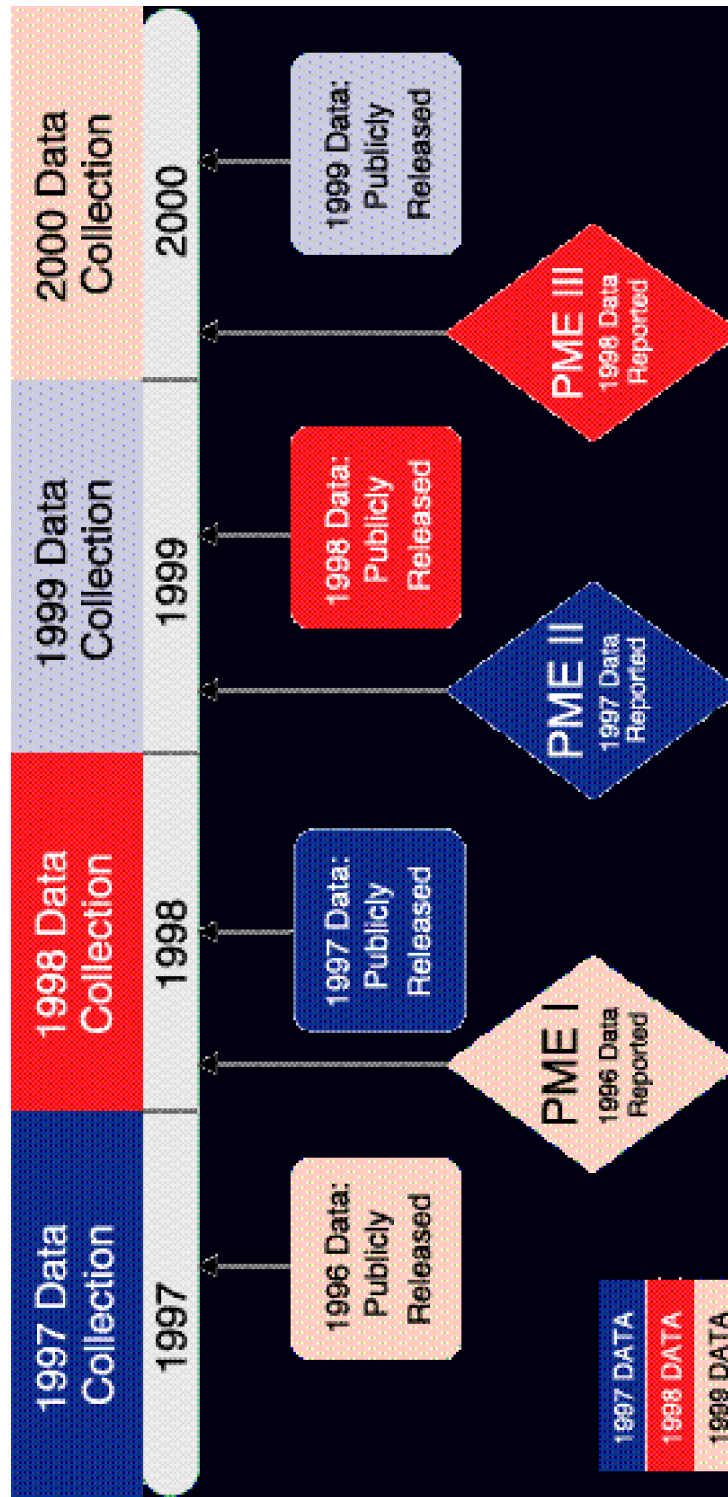 1997 Data
Collection
1998 Data
Collection
1999 Data
Collection
2000 Data
Collection
1997
1998
1999
2000
1996 Data:
Publicly
Released
1997 Data:
Publicly
Released
1998 Data:
Publicly
Released
1999 Data:
Publicly
Released
PME I
1996 Data
Reported
PME II
1997 Data
Reported
PME III
1998 Data
Reported
1997 DATA
1998 DATA
1999 DATA